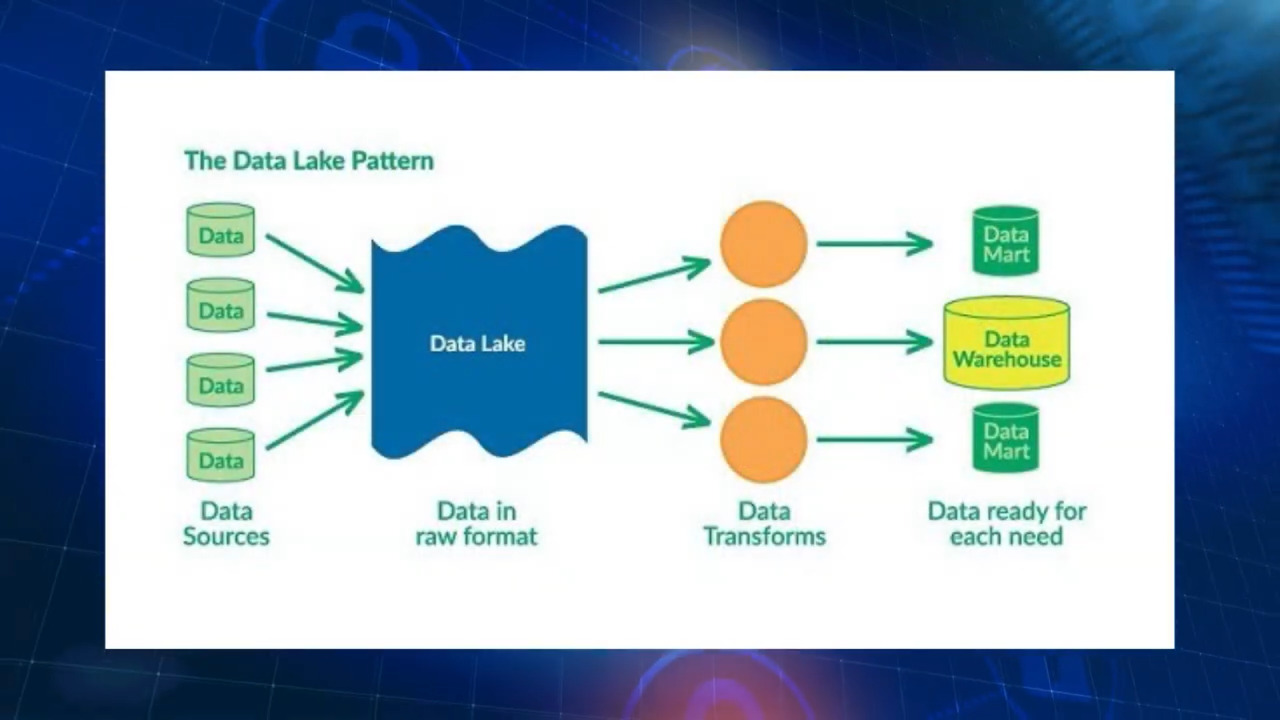 The Data Lake Pattern
Data
Data
Data
Data
Data Lake
Data
Mart
Data
Warehouse
Data
Mart
Data
Sources
Data in
raw format
Data
Transforms
Data ready for
each need